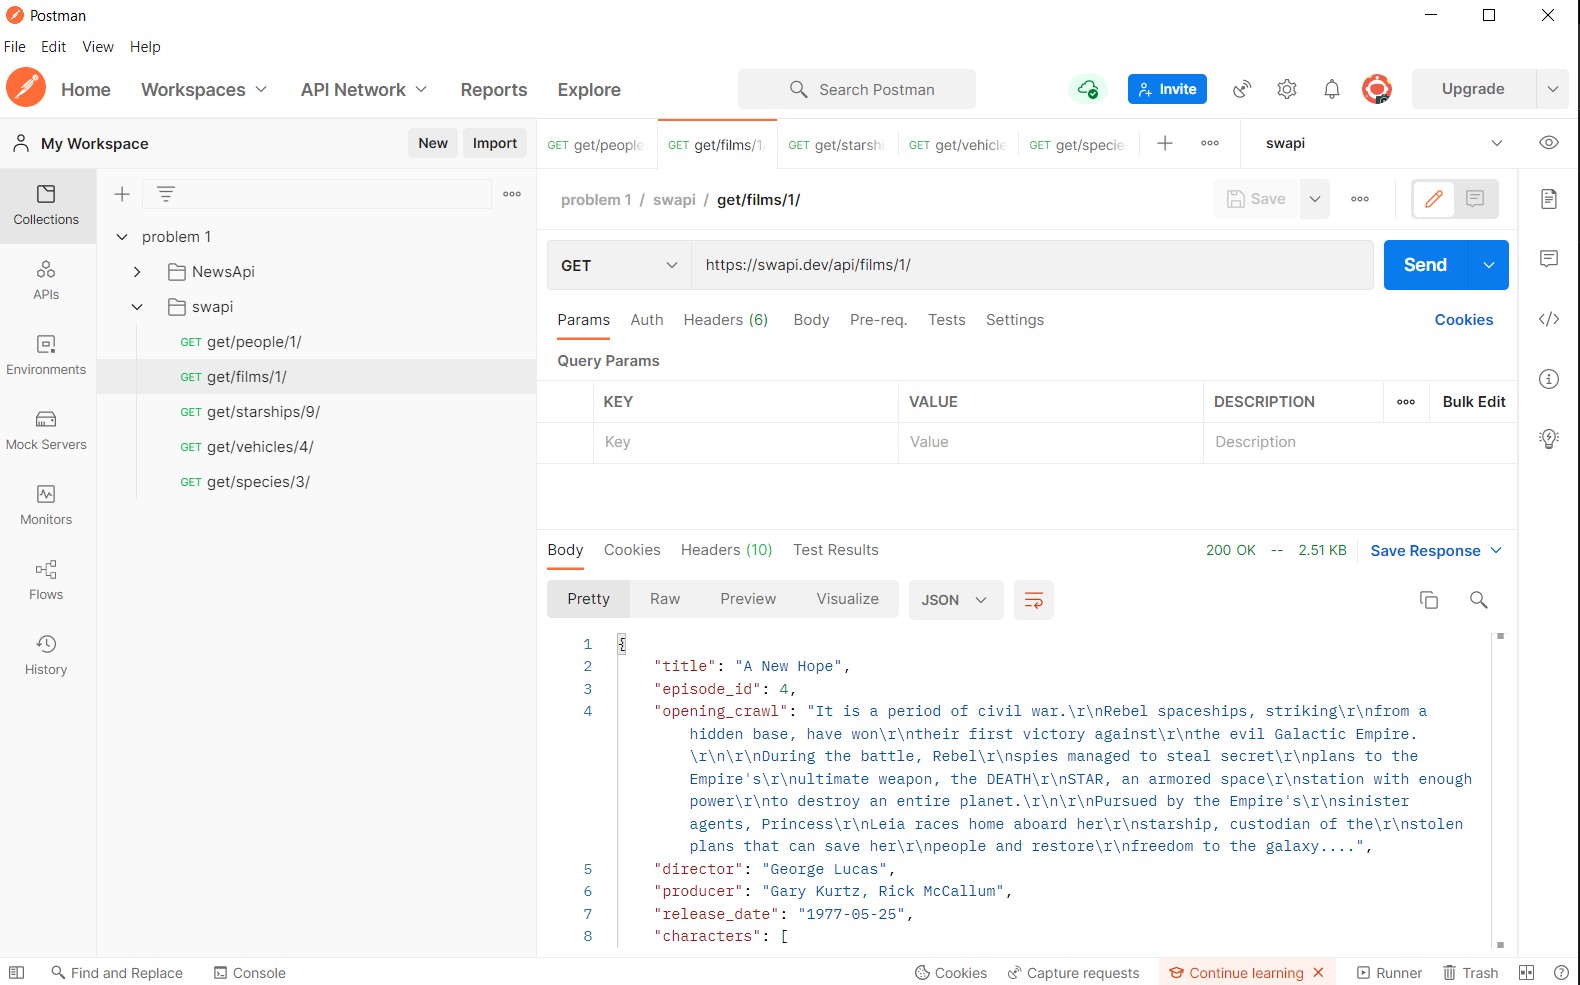 Postman
File Edit View Help
Home Workspaces API Network Reports Explore Search Postman Invite Upgrade
My Workspace New Import
GET get/people GET get/films/1/ GET get/starshi GET get/vehicle GET get/specie swapi
Collections
APIs
Environments
Mock Servers
Monitors
Flows
History
problem 1
NewsApi
swapi
GET get/people/1/
GET get/films/1/
GET get/starships/9/
GET get/vehicles/4/
GET get/species/3/
problem 1 / swapi / get/films/1/ Save
GET https://swapi.dev/api/films/1/ Send
Params Auth Headers (6) Body Pre-req. Tests Settings Cookies
Query Params
KEY VALUE DESCRIPTION Bulk Edit
Key Value Description
Body Cookies Headers (10) Test Results 200 OK -- 2.51 KB Save Response
Pretty Raw Preview Visualize JSON
1 {
2 "title": "A New Hope",
3 "episode_id": 4,
4 "opening_crawl": "It is a period of civil war.\r\nRebel spaceships, striking\r\nfrom a
hidden base, have won\r\ntheir first victory against\r\nthe evil Galactic Empire.
\r\n\r\nDuring the battle, Rebel\r\nspies managed to steal secret\r\nplans to the
Empire's\r\nultimate weapon, the DEATH\r\nSTAR, an armored space\r\nstation with enough
power\r\nto destroy an entire planet.\r\n\r\nPursued by the Empire's\r\nsinister
agents, Princess\r\nLeia races home aboard her\r\nstarship, custodian of the\r\nstolen
plans that can save her\r\npeople and restore\r\nfreedom to the galaxy....",
5 "director": "George Lucas",
6 "producer": "Gary Kurtz, Rick McCallum",
7 "release_date": "1977-05-25",
8 "characters": [
Find and Replace Console Cookies Capture requests Continue learning Runner Trash